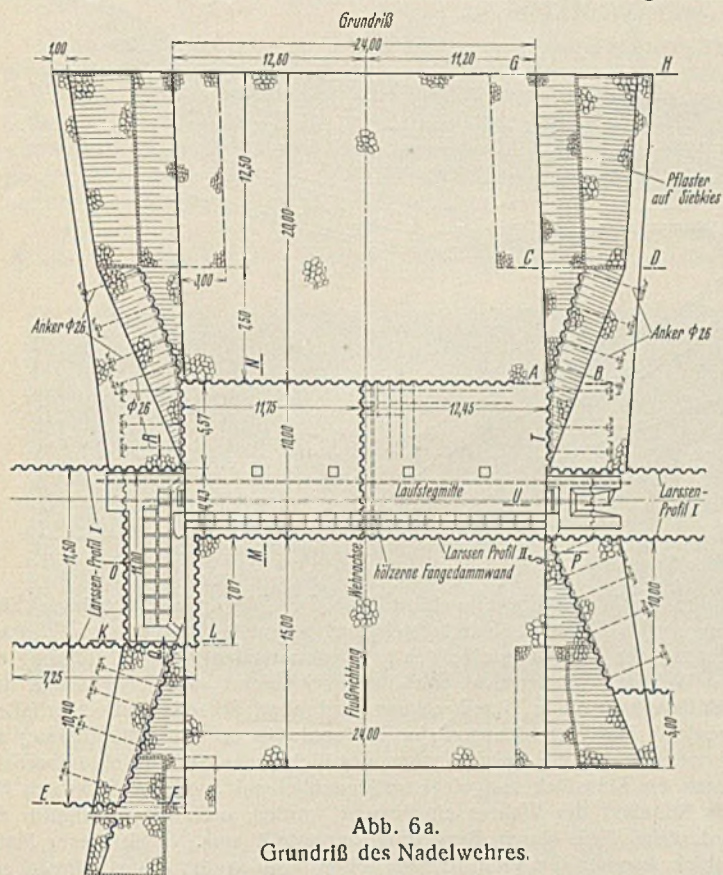 Grundriß
1,00
24,00
12,80
11,20
G
H
12,50
20,00
Pflaster
auf Siebkies
C
D
3,00
7,50
Anker Φ26
Anker Φ26
N
A
B
Φ 26
R
11,75
12,45
5,57
10,00
T
Laufstegmitte
U
4,43
Larssen-
Profil I
Larssen-Profil I
11,50
11,00
O
M
Wehrachse
Larssen Profil II
hölzerne Fangedammwand
P
7,07
K
Q
L
15,00
10,00
7,25
Flußrichtung
10,40
24,00
5,00
E
F
Abb. 6a.
Grundriß des Nadelwehres.